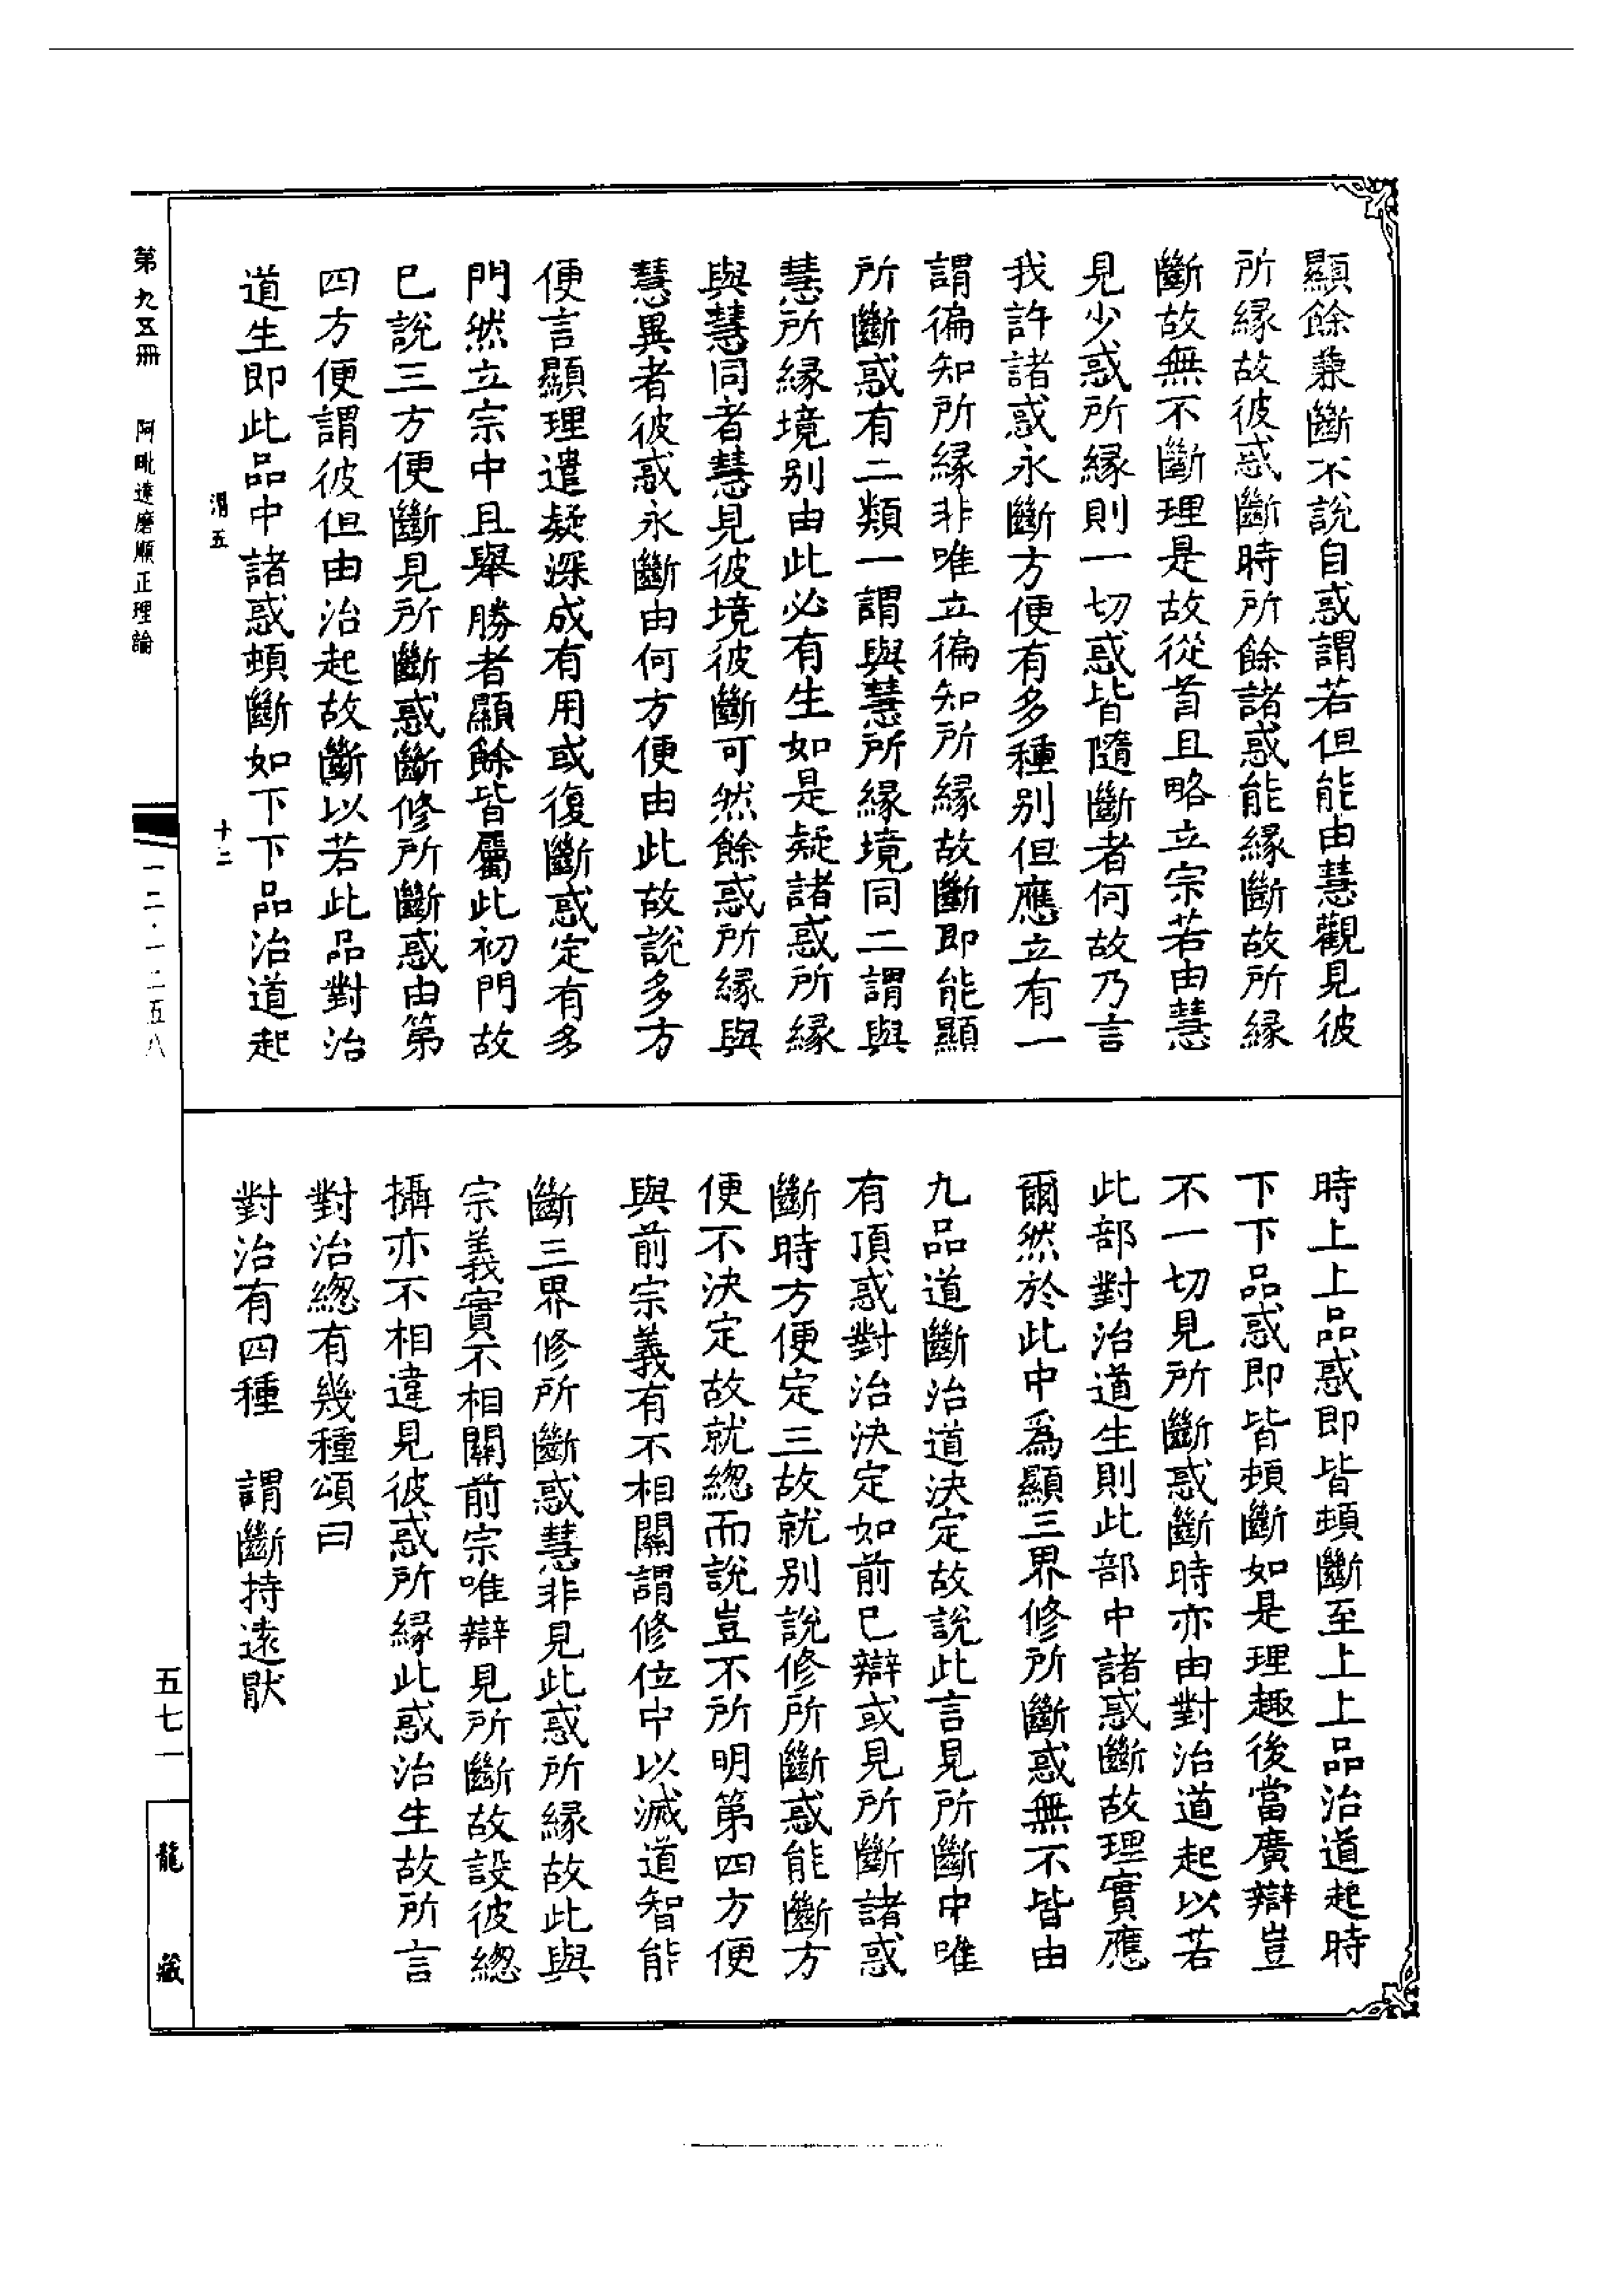 顯餘兼斷不說自惑謂若但能由慧觀見彼
所緣故彼惑斷時所餘諸惑能緣斷故所緣
斷故無不斷理是故從首且略立宗若由慧
見少惑所緣則一切惑皆隨斷者何故乃言
我許諸惑永斷方便有多種別但應立有一
謂徧知所緣非唯立徧知所緣故斷即能顯
所斷惑有二類一謂與慧所緣境同二謂與
慧所緣境別由此必有生如是疑諸惑所緣
與慧同者慧見彼境彼斷可然餘惑所緣與
慧異者彼惑永斷由何方便由此故說多方
便言顯理遣疑深成有用或復斷惑定有多
門然立宗中且舉勝者顯餘皆屬此初門故
巳說三方便斷見所斷惑斷修所斷惑由第
四方便謂彼但由治起故斷以若此品對治
道生即此品中諸惑頓斷如下下品治道起
時上上品惑即皆頓斷至上上品治道起時
下下品惑即皆頓斷如是理趣後當廣辯豈
不一切見所斷惑斷時亦由對治道起以若
此部對治道生則此部中諸惑斷故理實應
爾然於此中爲顯三界修所斷惑無不皆由
九品道斷治道決定故說此言見所斷中唯
有頂惑對治決定如前巳辯或見所斷諸惑
斷時方便定三故就別說修所斷惑能斷方
便不決定故就總而說豈不所明第四方便
與前宗義有不相關謂修位中以滅道智能
斷三界修所斷惑慧非見此惑所緣故此與
宗義實不相關前宗唯辯見所斷故設彼總
攝亦不相違見彼惑所緣此惑治生故所言
對治總有幾種頌曰
對治有四種　謂斷持遠厭
第九五冊　阿毗達磨順正理論
渭五　十二
一二·一二五八
五七一
龍藏